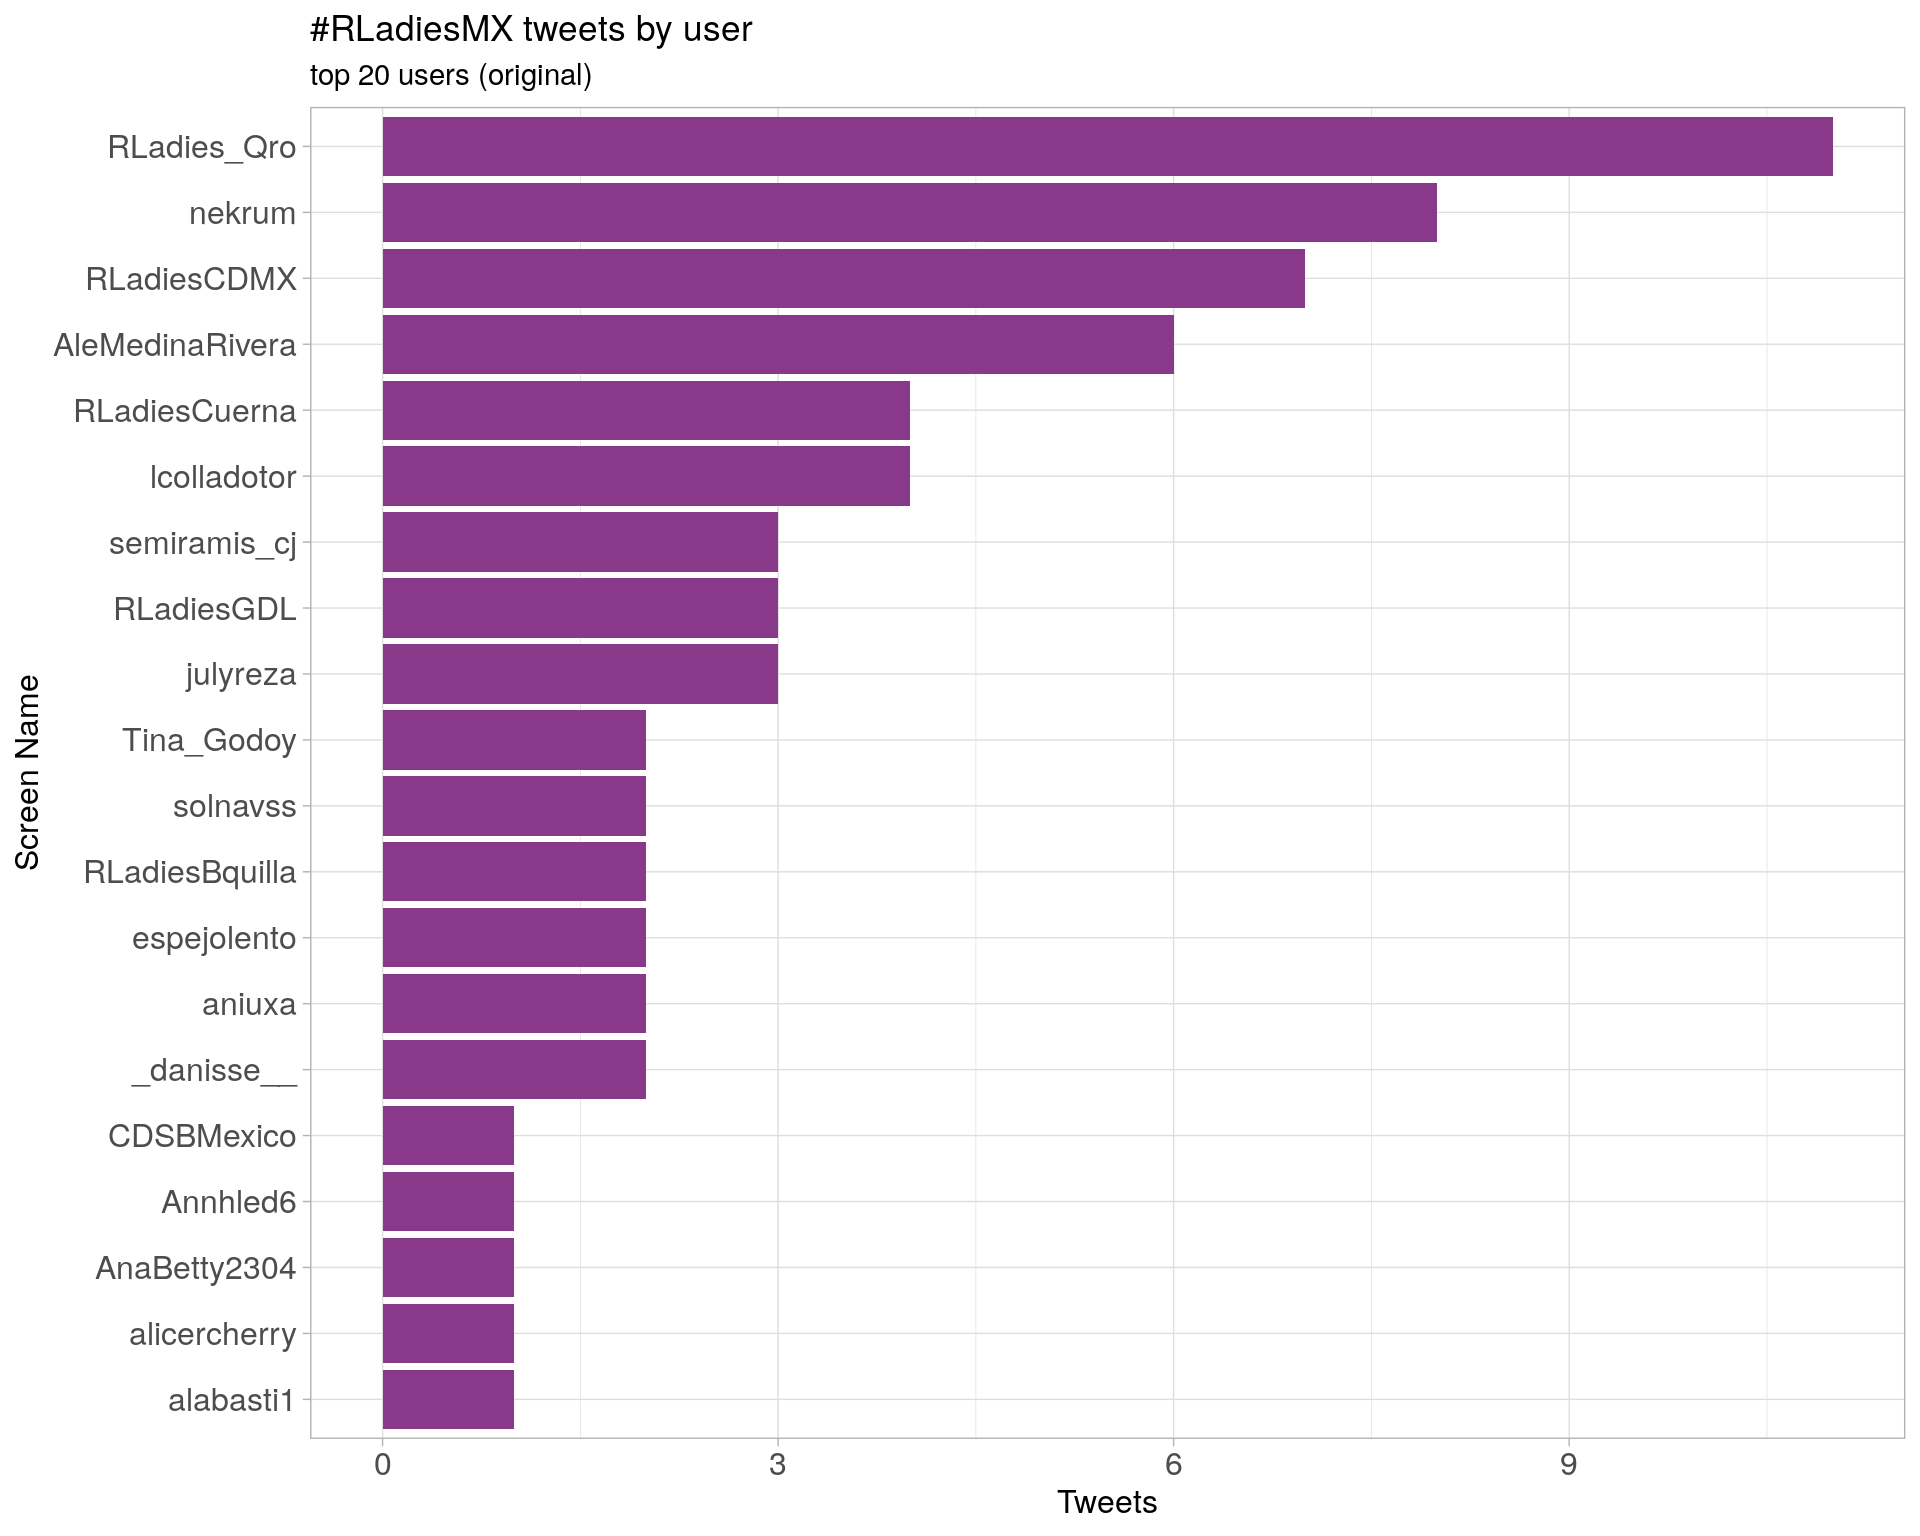 #RLadiesMX tweets by user
top 20 users (original)
RLadies_Qro
nekrum
RLadiesCDMX
AleMedinaRivera
RLadiesCuerna
lcolladotor
semiramis_cj
RLadiesGDL
julyreza
Tina_Godoy
solnavss
RLadiesBquilla
espejolento
aniuxa
_danisse__
CDSBMexico
Annhled6
AnaBetty2304
alicercherry
alabasti1
Screen Name
0 3 6 9
Tweets